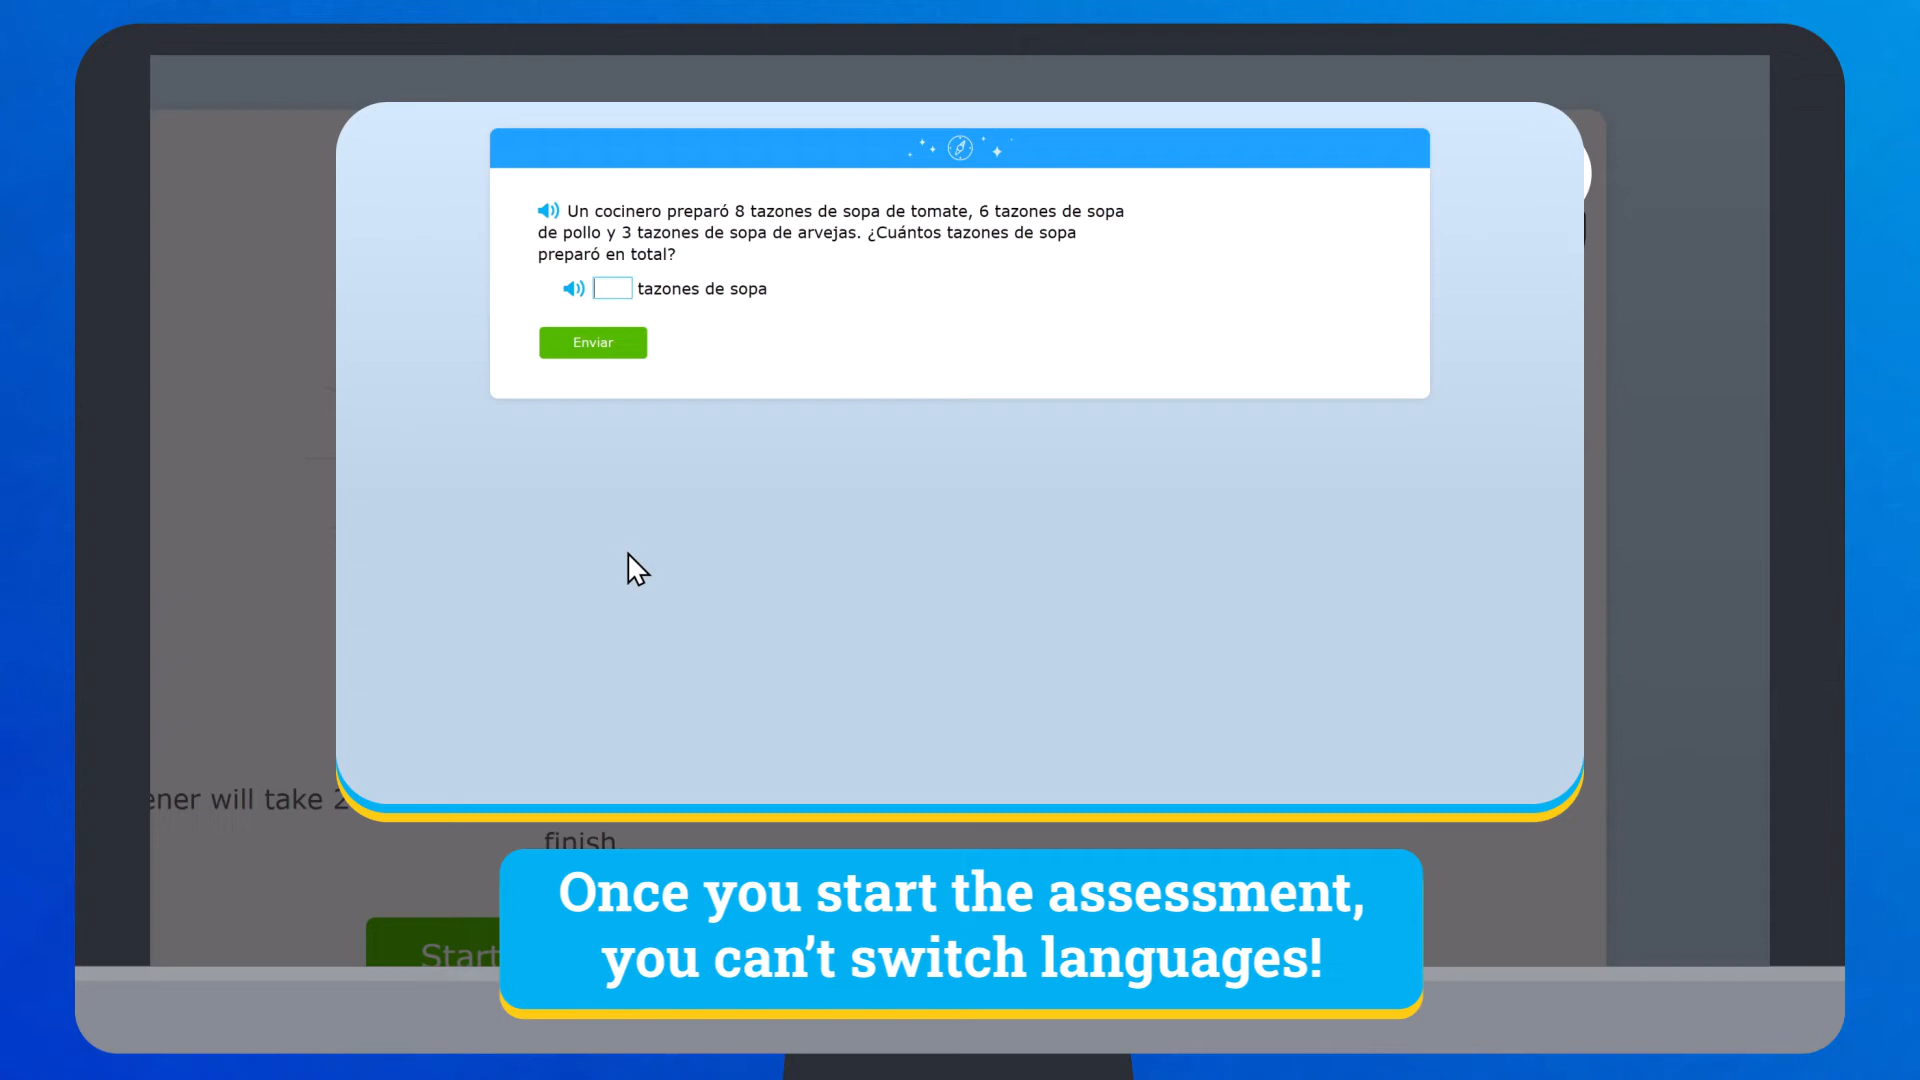 Un cocinero preparó 8 tazones de sopa de tomate, 6 tazones de sopa
de pollo y 3 tazones de sopa de arvejas. ¿Cuántos tazones de sopa
preparó en total?
tazones de sopa
Enviar
will take
finish.
Start
Once you start the assessment,
you can't switch languages!